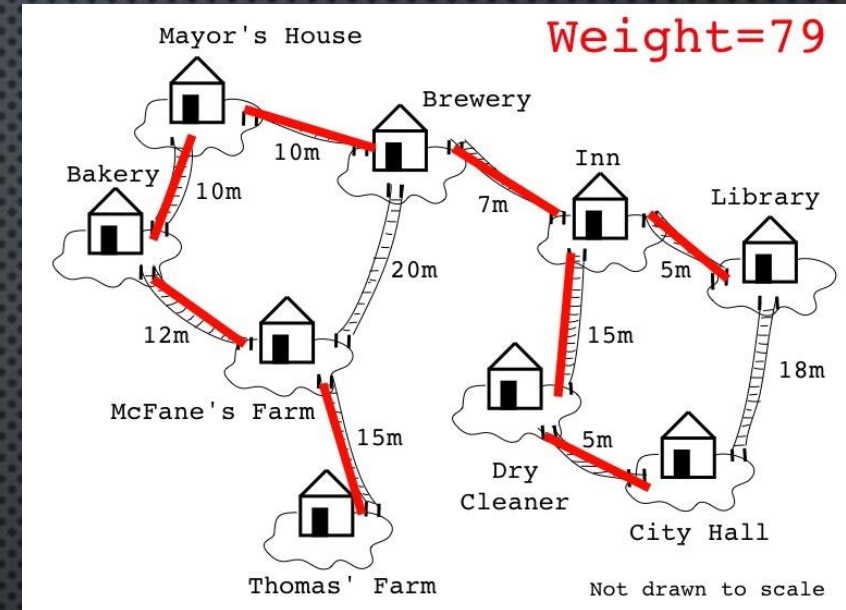 Mayor's House
Weight=79
Brewery
10m
Inn
Bakery
10m
7m
Library
20m
5m
12m
15m
18m
McFane's Farm
15m
5m
Dry
Cleaner
City Hall
Thomas' Farm
Not drawn to scale